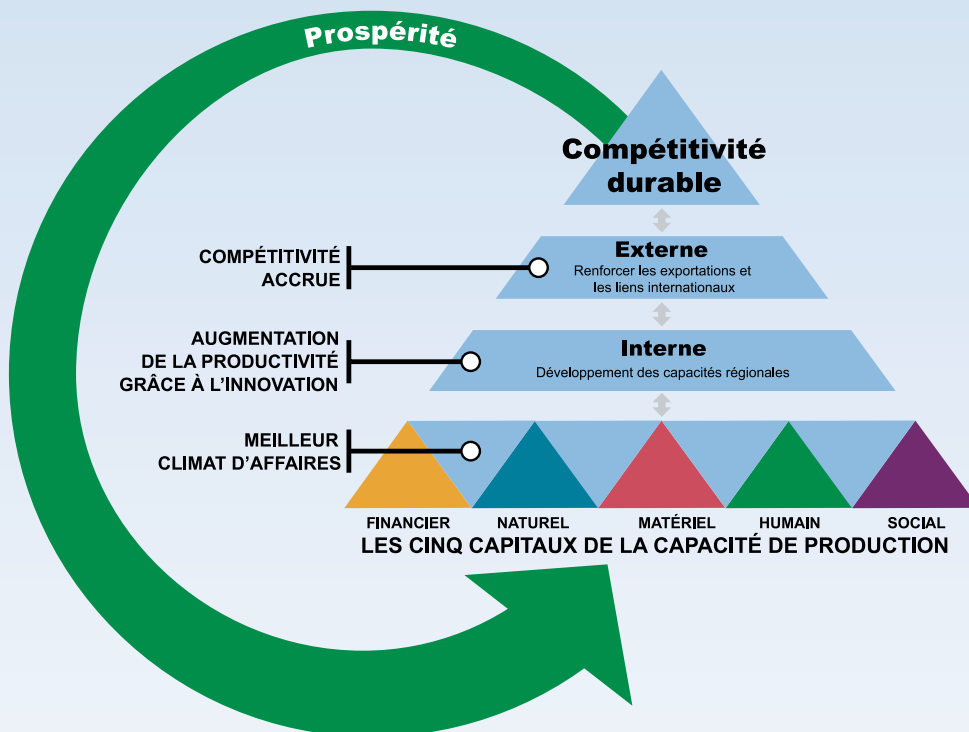 Prospérité
Compétitivité
durable
COMPÉTITIVITÉ
ACCRUE
Externe
Renforcer les exportations et
les liens internationaux
AUGMENTATION
DE LA PRODUCTIVITÉ
GRÂCE À L'INNOVATION
Interne
Développement des capacités régionales
MEILLEUR
CLIMAT D'AFFAIRES
FINANCIER NATUREL MATÉRIEL HUMAIN SOCIAL
LES CINQ CAPITAUX DE LA CAPACITÉ DE PRODUCTION